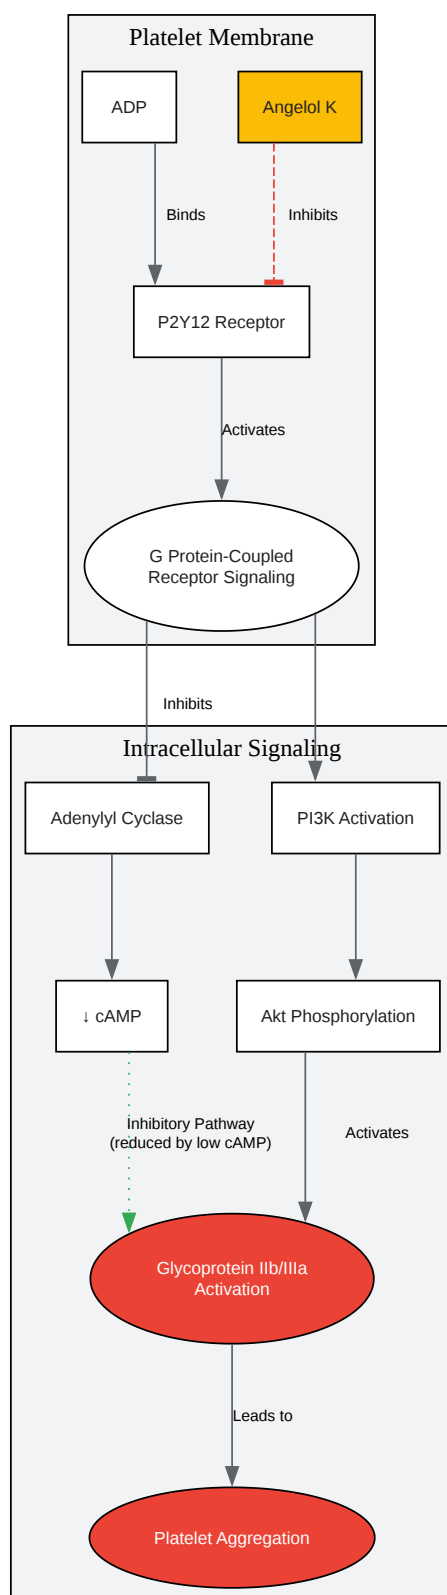 Platelet Membrane
ADP
Angelol K
Binds
Inhibits
P2Y12 Receptor
Activates
G Protein-Coupled
Receptor Signaling
Inhibits
Intracellular Signaling
Adenylyl Cyclase
PI3K Activation
↓ cAMP
Akt Phosphorylation
Inhibitory Pathway
(reduced by low cAMP)
Activates
Glycoprotein IIb/IIIa
Activation
Leads to
Platelet Aggregation